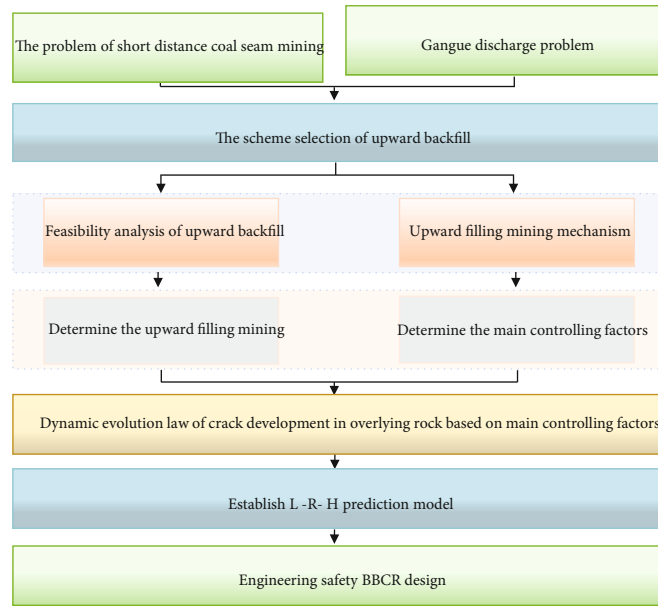 The problem of short distance coal seam mining
Gangue discharge problem
The scheme selection of upward backfill
Feasibility analysis of upward backfill
Upward filling mining mechanism
Determine the upward filling mining
Determine the main controlling factors
Dynamic evolution law of crack development in overlying rock based on main controlling factors
Establish L -R- H prediction model
Engineering safety BBCR design